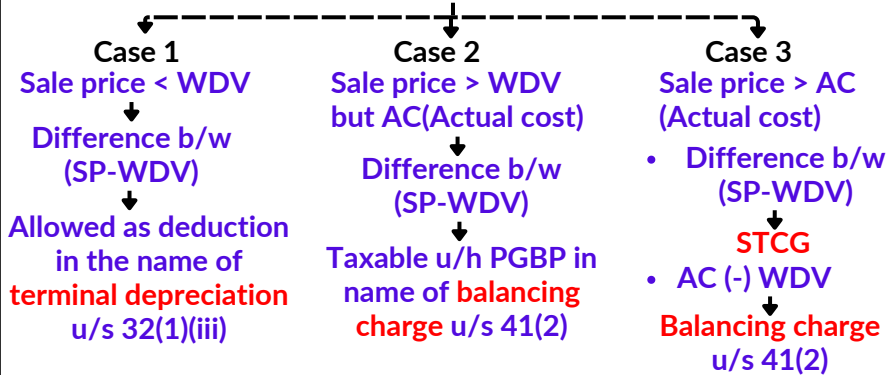 Case 1
Sale price < WDV
Difference b/w
(SP-WDV)
Allowed as deduction
in the name of
terminal depreciation
u/s 32(1)(iii)
Case 2
Sale price > WDV
but AC(Actual cost)
Difference b/w
(SP-WDV)
Taxable u/h PGBP in
name of balancing
charge u/s 41(2)
Case 3
Sale price > AC
(Actual cost)
• Difference b/w
(SP-WDV)
STCG
• AC (-) WDV
Balancing charge
u/s 41(2)